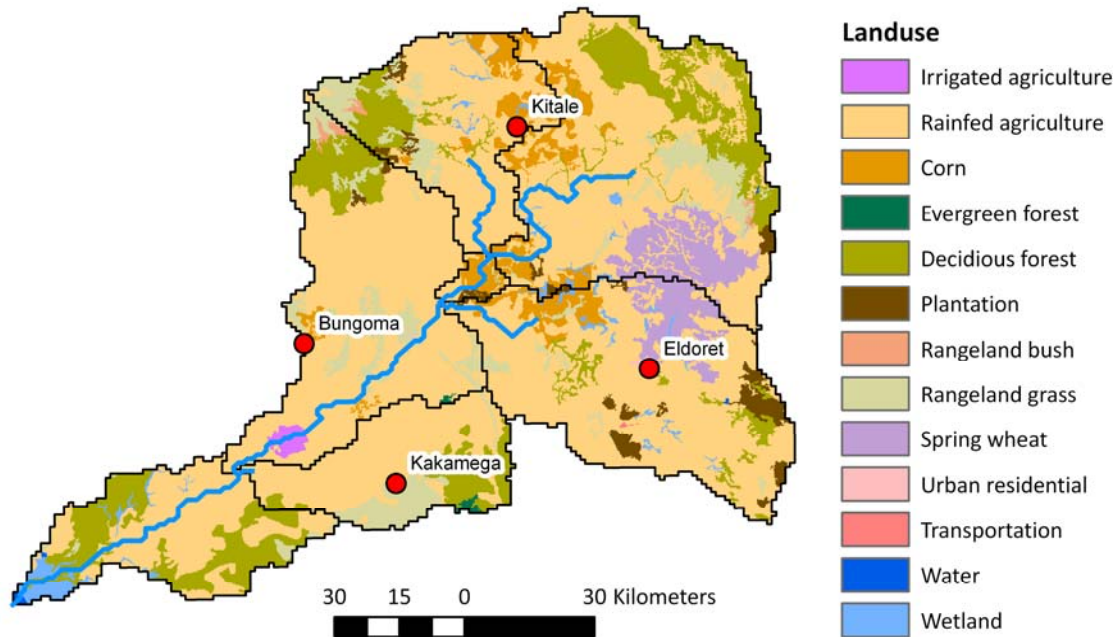 Landuse
Irrigated agriculture
Rainfed agriculture
Corn
Evergreen forest
Decidious forest
Plantation
Rangeland bush
Rangeland grass
Spring wheat
Urban residential
Transportation
Water
Wetland
Kitale
Bungoma
Eldoret
Kakamega
30 15 0 30 Kilometers